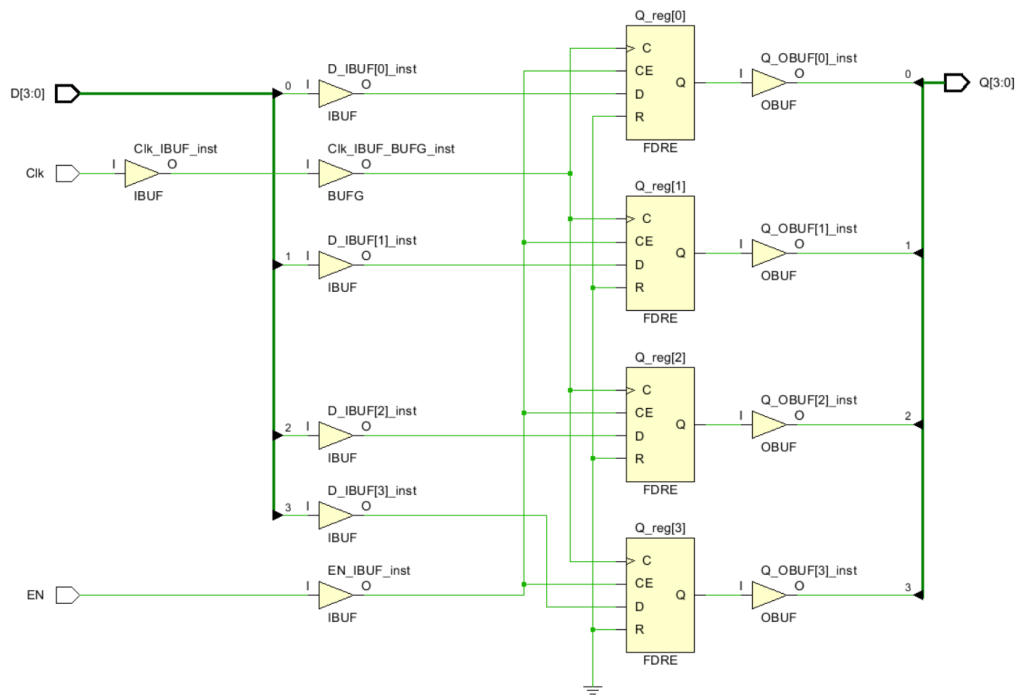 Q_reg[0]
C
CE
D
R
Q
FDRE
D[3:0]
0
I
D_IBUF[0]_inst
O
IBUF
I
Q_OBUF[0]_inst
O
OBUF
0
Q[3:0]
Clk
I
Clk_IBUF_inst
O
IBUF
I
Clk_IBUF_BUFG_inst
O
BUFG
Q_reg[1]
C
CE
D
R
Q
FDRE
1
I
D_IBUF[1]_inst
O
IBUF
I
Q_OBUF[1]_inst
O
OBUF
1
Q_reg[2]
C
CE
D
R
Q
FDRE
2
I
D_IBUF[2]_inst
O
IBUF
I
Q_OBUF[2]_inst
O
OBUF
2
3
I
D_IBUF[3]_inst
O
IBUF
Q_reg[3]
C
CE
D
R
Q
FDRE
EN
I
EN_IBUF_inst
O
IBUF
I
Q_OBUF[3]_inst
O
OBUF
3